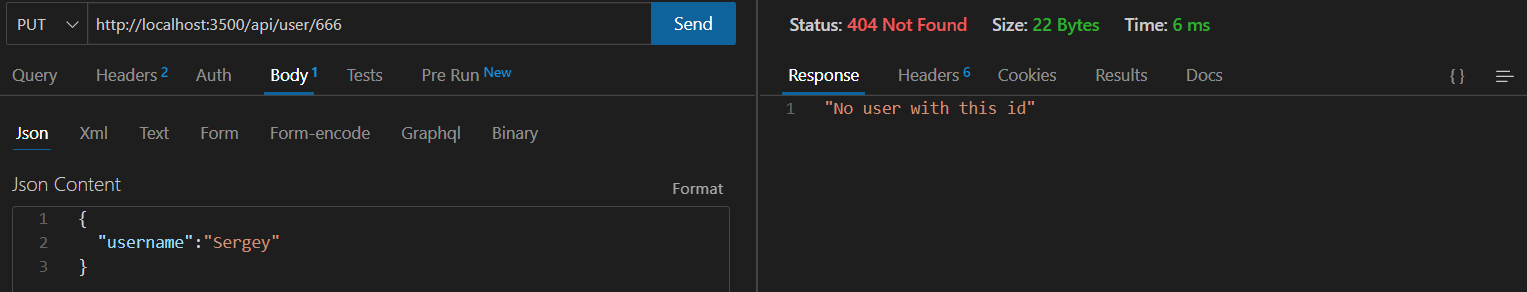 PUT http://localhost:3500/api/user/666 Send
Query Headers 2 Auth Body 1 Tests Pre Run New
Json Xml Text Form Form-encode Graphql Binary
Json Content
Format
1 {
2 "username":"Sergey"
3 }
Status: 404 Not Found Size: 22 Bytes Time: 6 ms
Response Headers 6 Cookies Results Docs {}
1 "No user with this id"